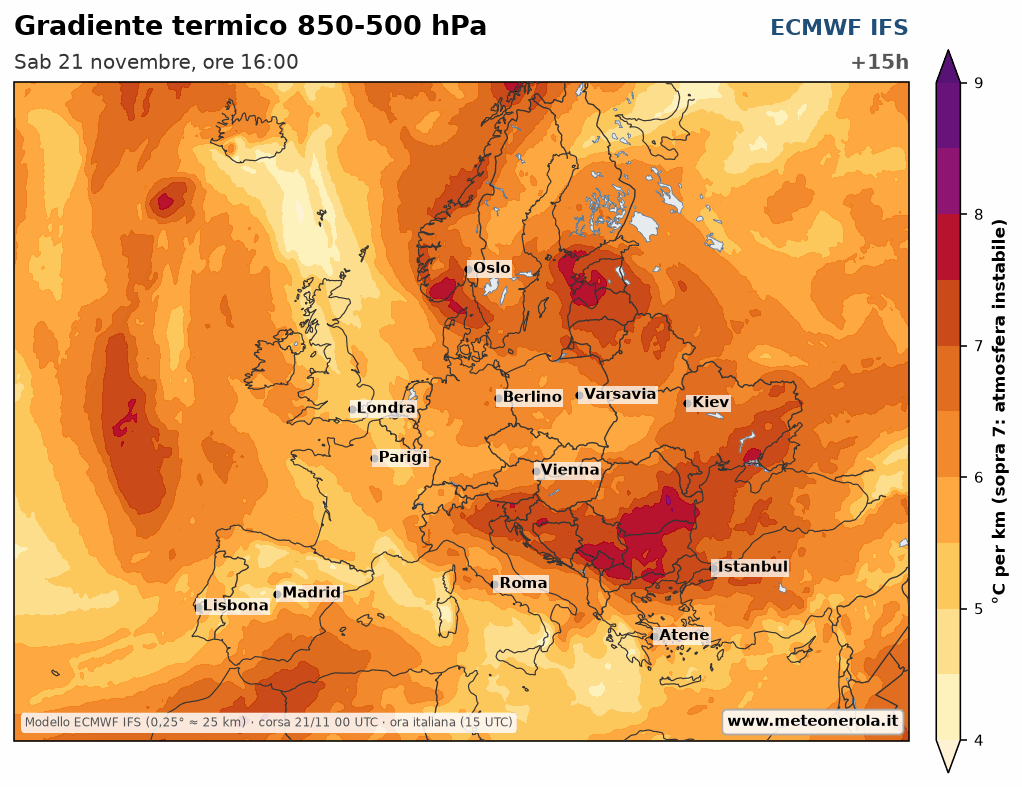 Gradiente termico 850-500 hPa
ECMWF IFS
Sab 21 novembre, ore 16:00
+15h
9
8
7
6
5
4
°C per km (sopra 7: atmosfera instabile)
Oslo
Londra
Berlino
Varsavia
Kiev
Parigi
Vienna
Istanbul
Roma
Madrid
Lisbona
Atene
Modello ECMWF IFS (0,25° ≈ 25 km) · corsa 21/11 00 UTC · ora italiana (15 UTC)
www.meteonerola.it